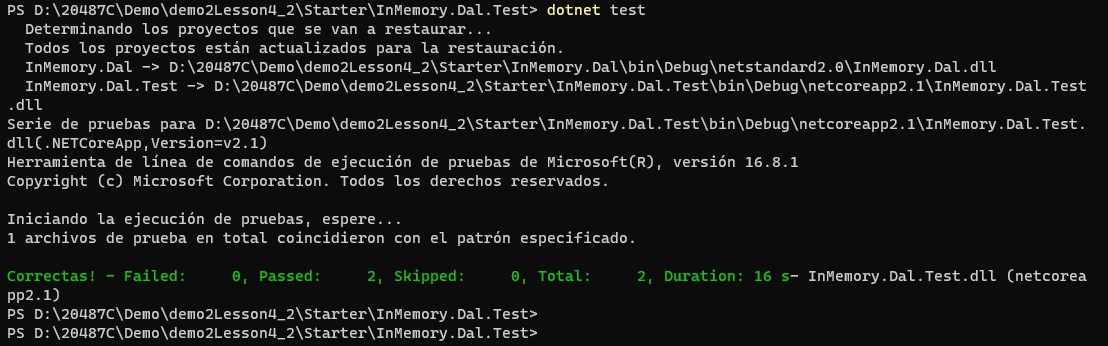 PS D:\20487C\Demo\demo2Lesson4_2\Starter\InMemory.Dal.Test> dotnet test
  Determinando los proyectos que se van a restaurar...
  Todos los proyectos están actualizados para la restauración.
  InMemory.Dal -> D:\20487C\Demo\demo2Lesson4_2\Starter\InMemory.Dal\bin\Debug\netstandard2.0\InMemory.Dal.dll
  InMemory.Dal.Test -> D:\20487C\Demo\demo2Lesson4_2\Starter\InMemory.Dal.Test\bin\Debug\netcoreapp2.1\InMemory.Dal.Test
.dll
Serie de pruebas para D:\20487C\Demo\demo2Lesson4_2\Starter\InMemory.Dal.Test\bin\Debug\netcoreapp2.1\InMemory.Dal.Test.
dll(.NETCoreApp,Version=v2.1)
Herramienta de línea de comandos de ejecución de pruebas de Microsoft(R), versión 16.8.1
Copyright (c) Microsoft Corporation. Todos los derechos reservados.

Iniciando la ejecución de pruebas, espere...
1 archivos de prueba en total coincidieron con el patrón especificado.

Correctas! - Failed:     0, Passed:     2, Skipped:     0, Total:     2, Duration: 16 s- InMemory.Dal.Test.dll (netcorea
pp2.1)
PS D:\20487C\Demo\demo2Lesson4_2\Starter\InMemory.Dal.Test>
PS D:\20487C\Demo\demo2Lesson4_2\Starter\InMemory.Dal.Test>